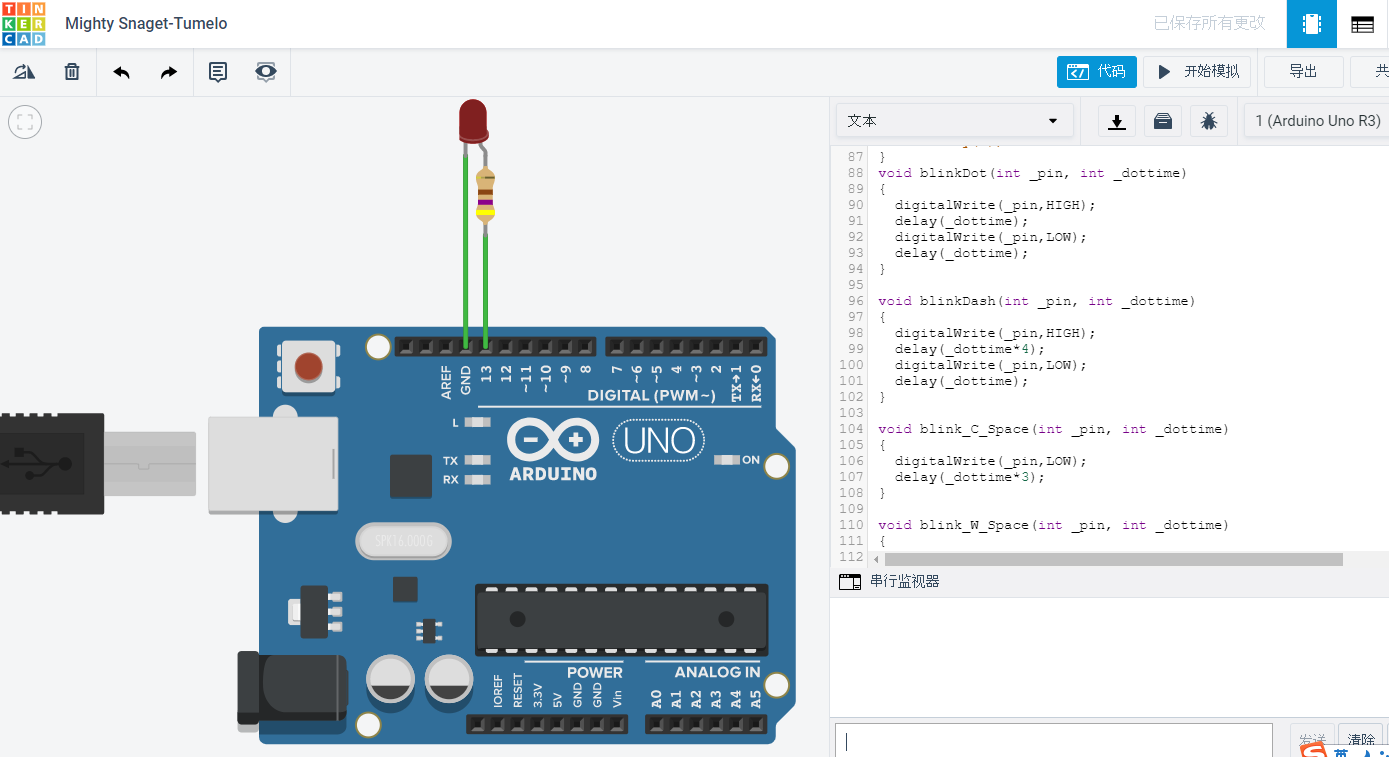 TIN
KER
CAD
Mighty Snaget-Tumelo
已保存所有更改
代码
开始模拟
导出
文本
1 (Arduino Uno R3)
87 }
88 void blinkDot(int _pin, int _dottime)
89 {
90 digitalWrite(_pin,HIGH);
91 delay(_dottime);
92 digitalWrite(_pin,LOW);
93 delay(_dottime);
94 }
95
96 void blinkDash(int _pin, int _dottime)
97 {
98 digitalWrite(_pin,HIGH);
99 delay(_dottime*4);
100 digitalWrite(_pin,LOW);
101 delay(_dottime);
102 }
103
104 void blink_C_Space(int _pin, int _dottime)
105 {
106 digitalWrite(_pin,LOW);
107 delay(_dottime*3);
108 }
109
110 void blink_W_Space(int _pin, int _dottime)
111 {
112
串行监视器
发送
清除
英
AREF
GND
13
12
~11
~10
~9
8
7
~6
~5
4
~3
2
TX→1
RX←0
DIGITAL (PWM~)
L
TX
RX
UNO
ARDUINO
ON
SPK16.000G
POWER
ANALOG IN
IOREF
RESET
3.3V
5V
GND
GND
Vin
A0
A1
A2
A3
A4
A5